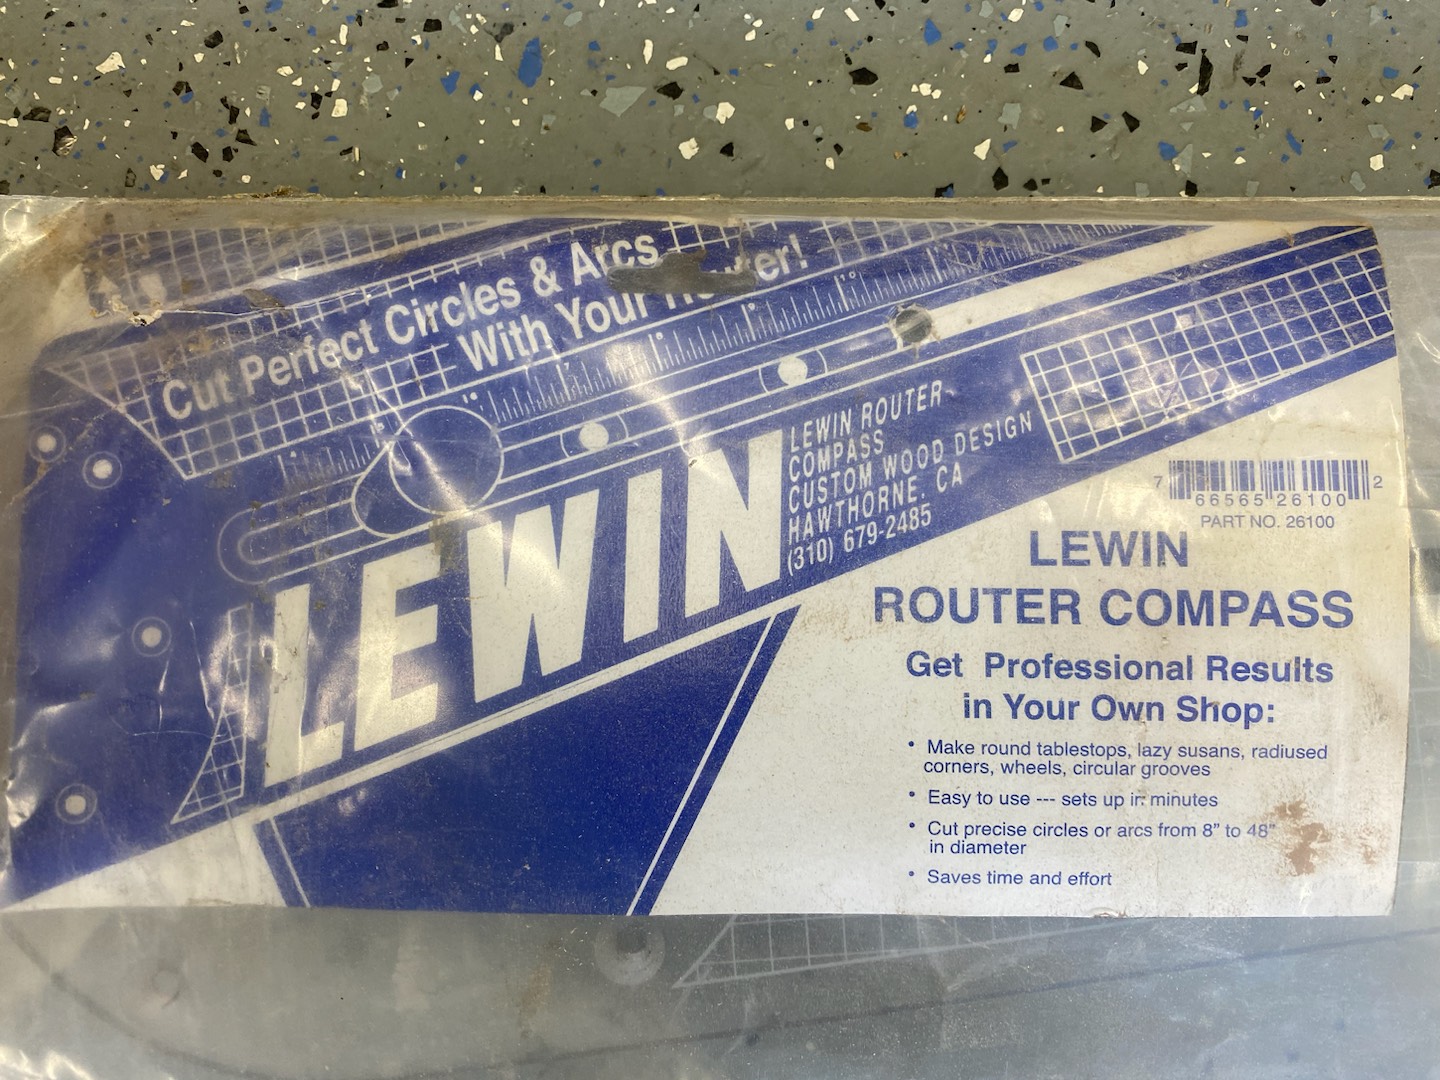 Cut Perfect Circles & Arcs
With Your Router!
LEWIN
LEWIN ROUTER
COMPASS
CUSTOM WOOD DESIGN
HAWTHORNE, CA
(310) 679-2485
7 66565 26100 2
PART NO. 26100
LEWIN
ROUTER COMPASS
Get Professional Results
in Your Own Shop:
• Make round tablestops, lazy susans, radiused
corners, wheels, circular grooves
• Easy to use --- sets up in minutes
• Cut precise circles or arcs from 8" to 48"
in diameter
• Saves time and effort